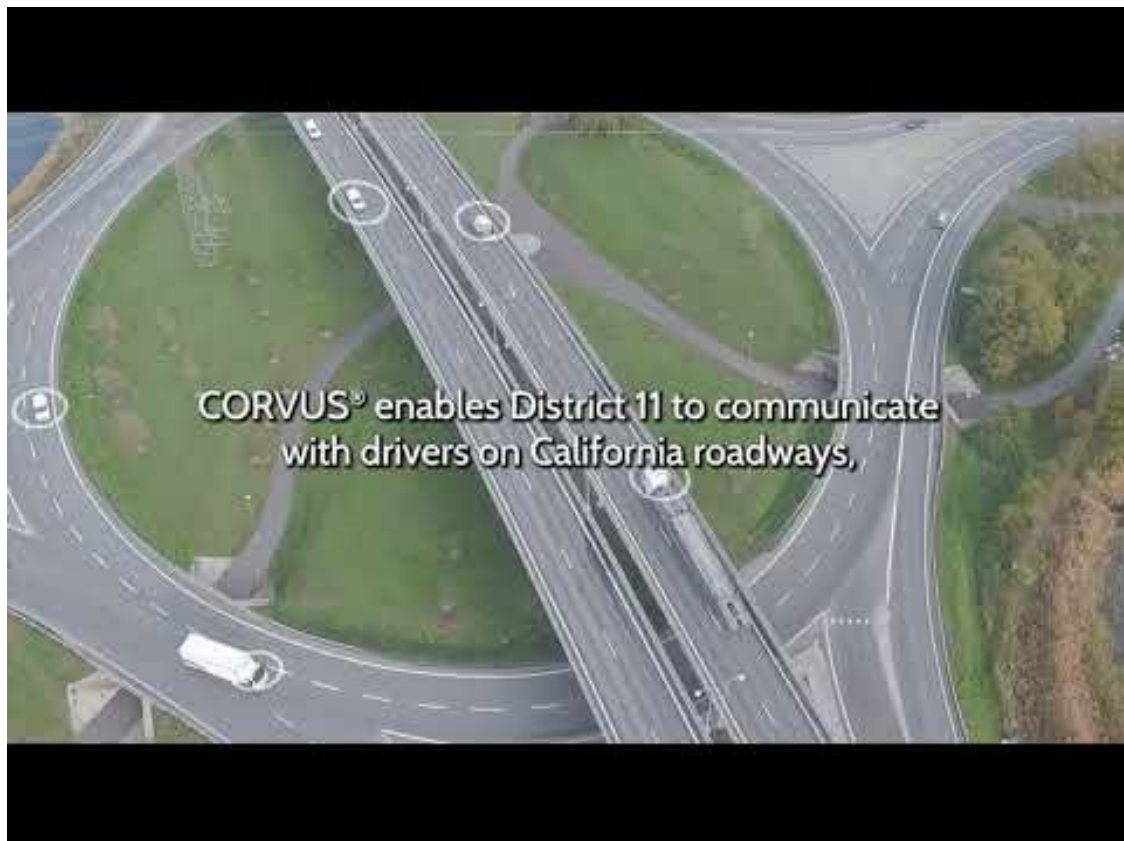 CORVUS® enables District 11 to communicate
with drivers on California roadways,